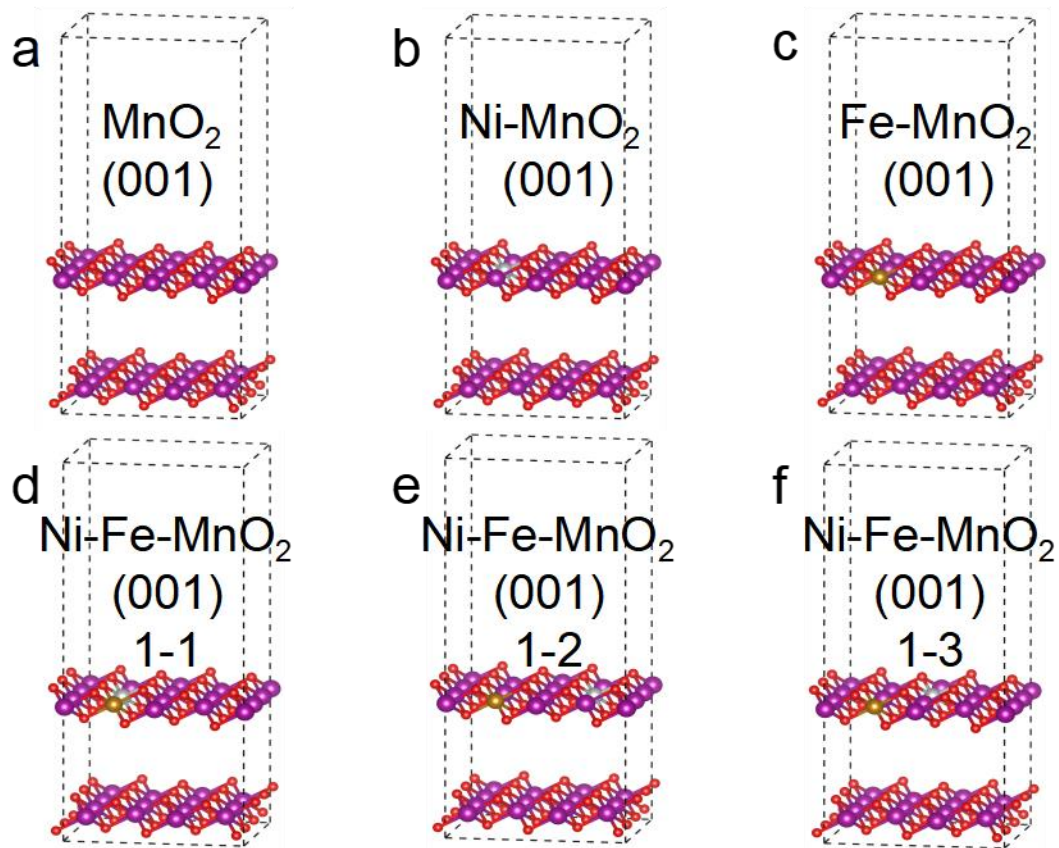 a
MnO₂
(001)
b
Ni-MnO₂
(001)
c
Fe-MnO₂
(001)
d
Ni-Fe-MnO₂
(001)
1-1
e
Ni-Fe-MnO₂
(001)
1-2
f
Ni-Fe-MnO₂
(001)
1-3